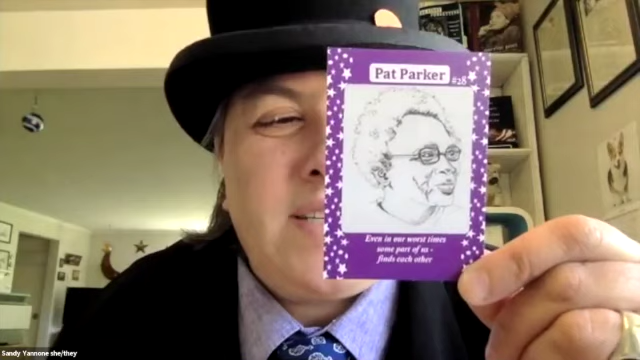 Pat Parker
#28
Even in our worst times
some part of us -
finds each other
Sandy Yannone she/they